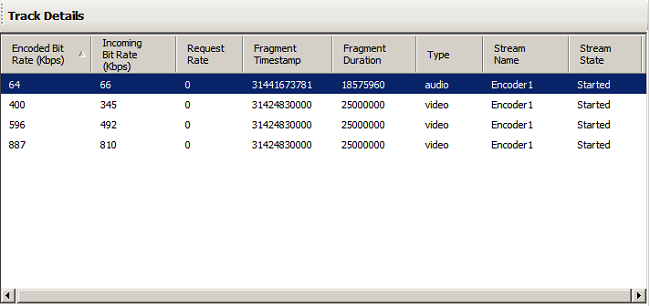 Track Details
Encoded Bit Rate (Kbps) Incoming Bit Rate (Kbps) Request Rate Fragment Timestamp Fragment Duration Type Stream Name Stream State
64 66 0 31441673781 18575960 audio Encoder1 Started
400 345 0 31424830000 25000000 video Encoder1 Started
596 492 0 31424830000 25000000 video Encoder1 Started
887 810 0 31424830000 25000000 video Encoder1 Started